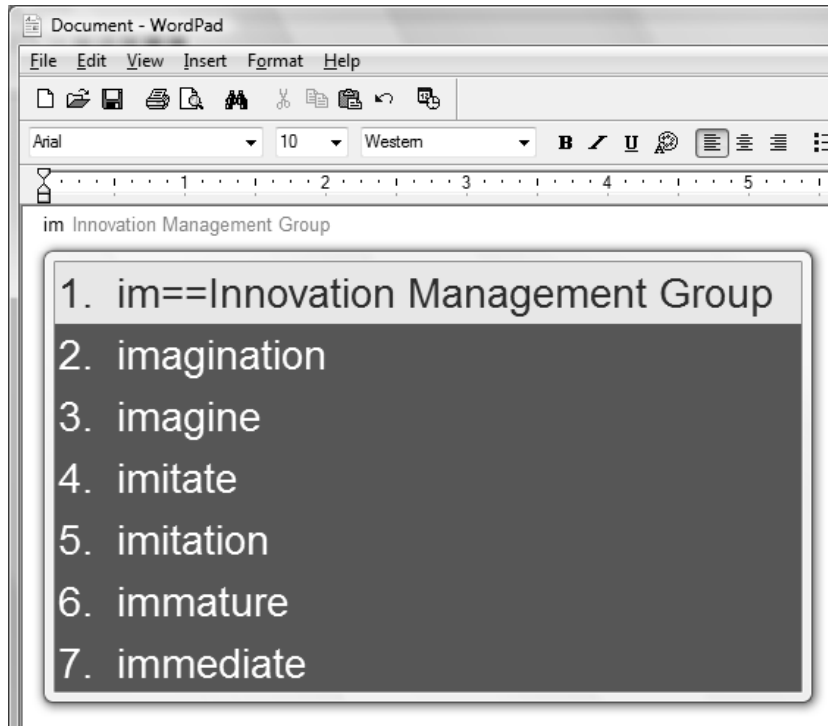 Document - WordPad
File Edit View Insert Format Help
Arial 10 Western B U
1 2 3 4 5
im Innovation Management Group
1. im==Innovation Management Group
2. imagination
3. imagine
4. imitate
5. imitation
6. immature
7. immediate